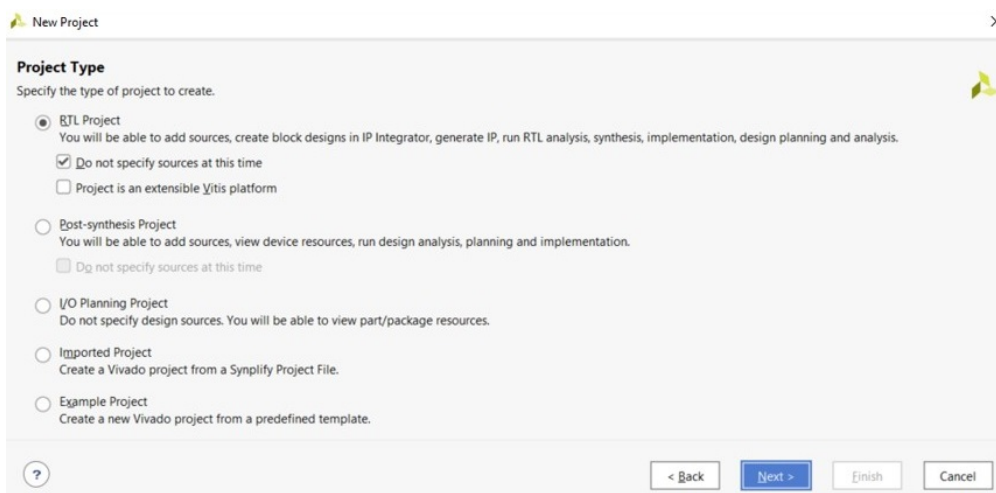 New Project
Project Type
Specify the type of project to create.
RTL Project
You will be able to add sources, create block designs in IP Integrator, generate IP, run RTL analysis, synthesis, implementation, design planning and analysis.
Do not specify sources at this time
Project is an extensible Vitis platform
Post-synthesis Project
You will be able to add sources, view device resources, run design analysis, planning and implementation.
Do not specify sources at this time
I/O Planning Project
Do not specify design sources. You will be able to view part/package resources.
Imported Project
Create a Vivado project from a Synplify Project File.
Example Project
Create a new Vivado project from a predefined template.
? < Back Next > Finish Cancel